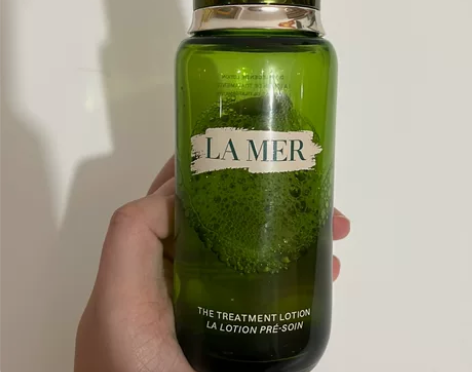 LA MER
THE TREATMENT LOTION
LA LOTION PRÉ-SOIN